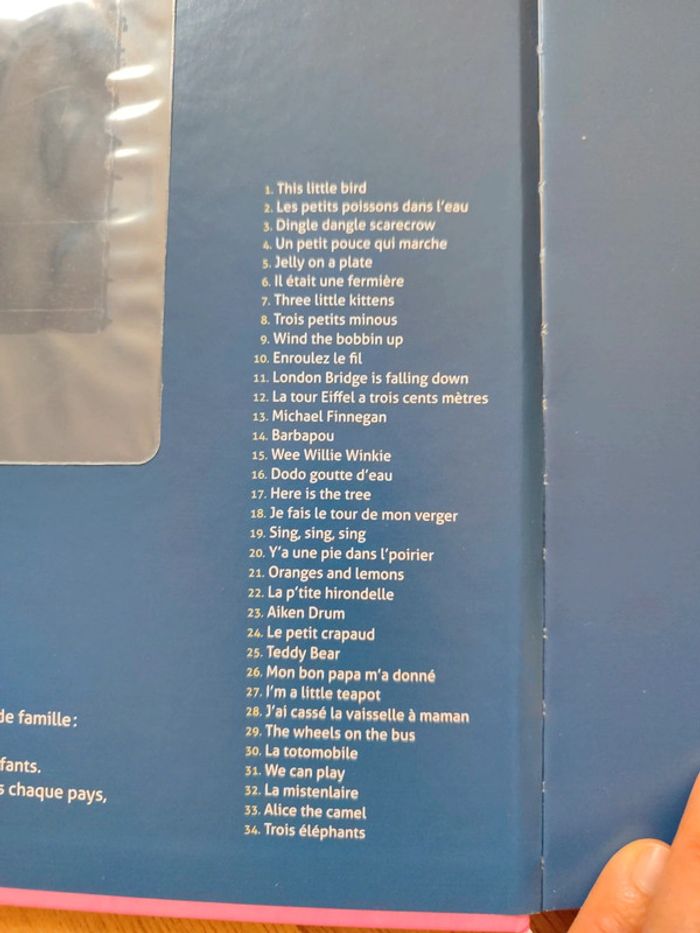 1. This little bird
2. Les petits poissons dans l'eau
3. Dingle dangle scarecrow
4. Un petit pouce qui marche
5. Jelly on a plate
6. Il était une fermière
7. Three little kittens
8. Trois petits minous
9. Wind the bobbin up
10. Enroulez le fil
11. London Bridge is falling down
12. La tour Eiffel a trois cents mètres
13. Michael Finnegan
14. Barbapou
15. Wee Willie Winkie
16. Dodo goutte d'eau
17. Here is the tree
18. Je fais le tour de mon verger
19. Sing, sing, sing
20. Y'a une pie dans l'poirier
21. Oranges and lemons
22. La p'tite hirondelle
23. Aiken Drum
24. Le petit crapaud
25. Teddy Bear
26. Mon bon papa m'a donné
27. I'm a little teapot
28. J'ai cassé la vaisselle à maman
29. The wheels on the bus
30. La totomobile
31. We can play
32. La mistenlaire
33. Alice the camel
34. Trois éléphants
de famille :
fants.
s chaque pays,